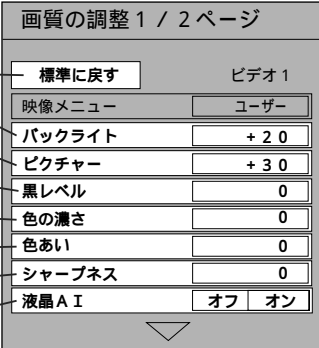 画質の調整１／２ページ
標準に戻す ビデオ１
映像メニュー ユーザー
バックライト ＋２０
ピクチャー ＋３０
黒レベル ０
色の濃さ ０
色あい ０
シャープネス ０
液晶ＡＩ オフ オン